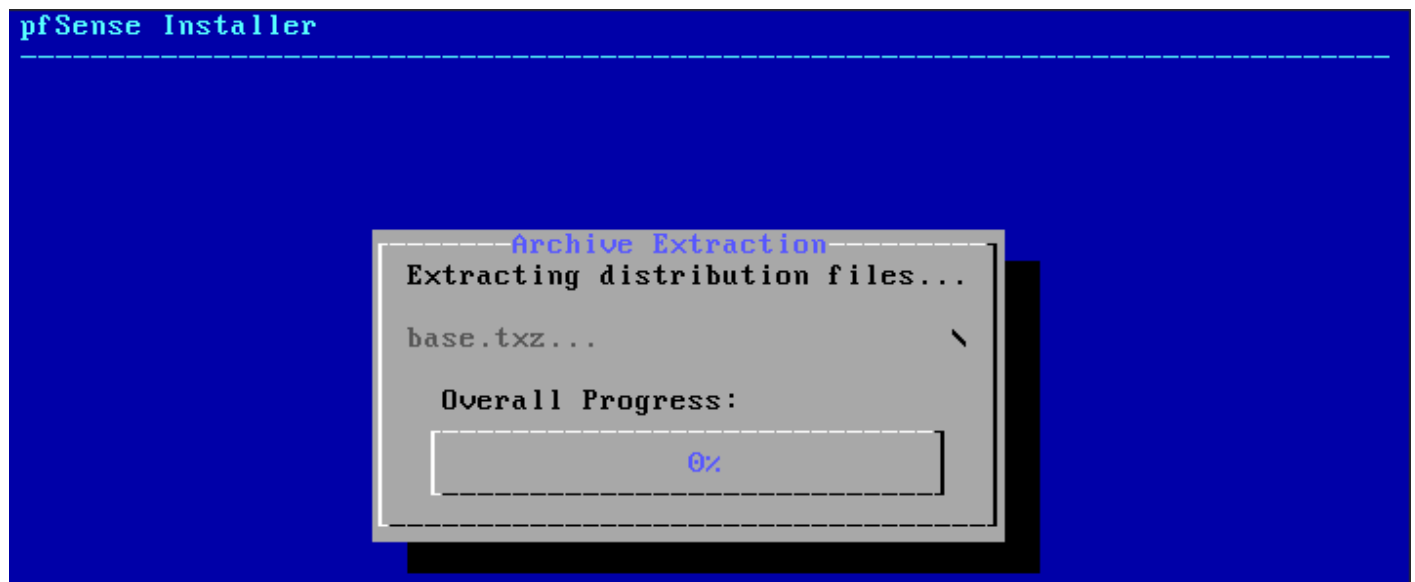 pfSense Installer
Archive Extraction
Extracting distribution files...
base.txz... \
Overall Progress:
0%